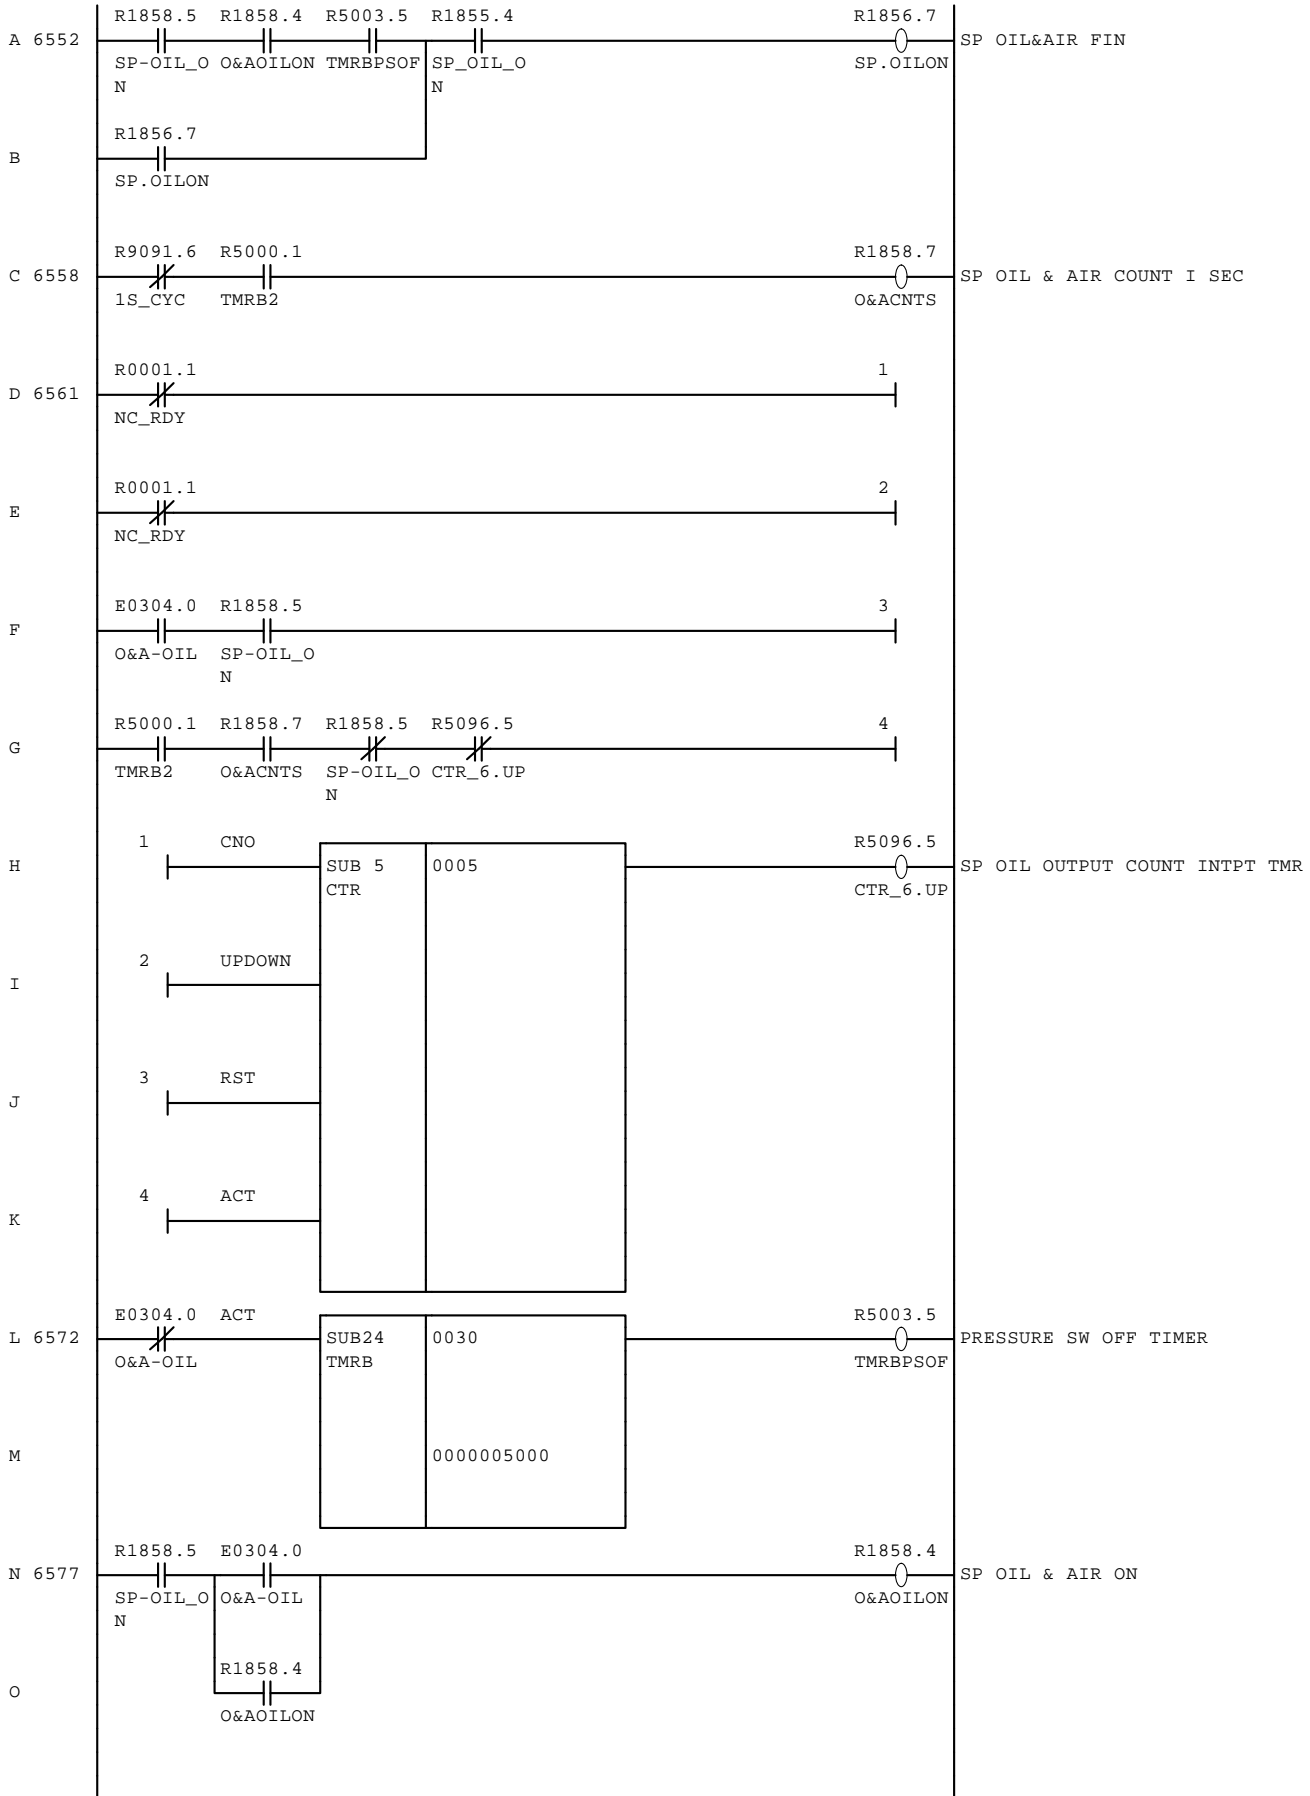 R1858.5 R1858.4 R5003.5 R1855.4 R1856.7
A 6552 SP OIL&AIR FIN
SP-OIL_O O&AOILON TMRBPSOF SP_OIL_O SP.OILON
N N
R1856.7
B
SP.OILON
R9091.6 R5000.1 R1858.7
C 6558 SP OIL & AIR COUNT I SEC
1S_CYC TMRB2 O&ACNTS
R0001.1 1
D 6561
NC_RDY
R0001.1 2
E
NC_RDY
E0304.0 R1858.5 3
F
O&A-OIL SP-OIL_O
N
R5000.1 R1858.7 R1858.5 R5096.5 4
G
TMRB2 O&ACNTS SP-OIL_O CTR_6.UP
N
1 CNO R5096.5
H SUB 5 0005 SP OIL OUTPUT COUNT INTPT TMR
CTR CTR_6.UP
2 UPDOWN
I
3 RST
J
4 ACT
K
E0304.0 ACT R5003.5
L 6572 SUB24 0030 PRESSURE SW OFF TIMER
O&A-OIL TMRB TMRBPSOF
M 0000005000
R1858.5 E0304.0 R1858.4
N 6577 SP OIL & AIR ON
SP-OIL_O O&A-OIL O&AOILON
N
R1858.4
O
O&AOILON